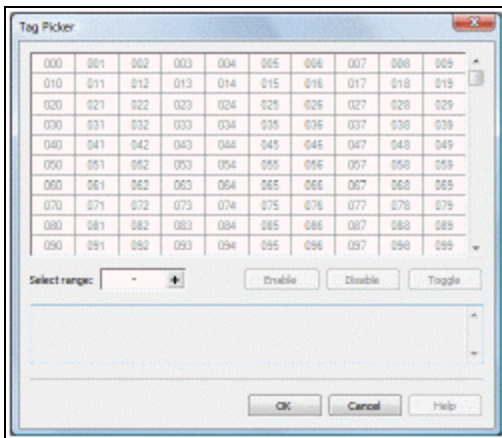 Tag Picker
000 001 002 003 004 005 006 007 008 009
010 011 012 013 014 015 016 017 018 019
020 021 022 023 024 025 026 027 028 029
030 031 032 033 034 035 036 037 038 039
040 041 042 043 044 045 046 047 048 049
050 051 052 053 054 055 056 057 058 059
060 061 062 063 064 065 066 067 068 069
070 071 072 073 074 075 076 077 078 079
080 081 082 083 084 085 086 087 088 089
090 091 092 093 094 095 096 097 098 099
Select range: - + Enable Disable Toggle
OK Cancel Help